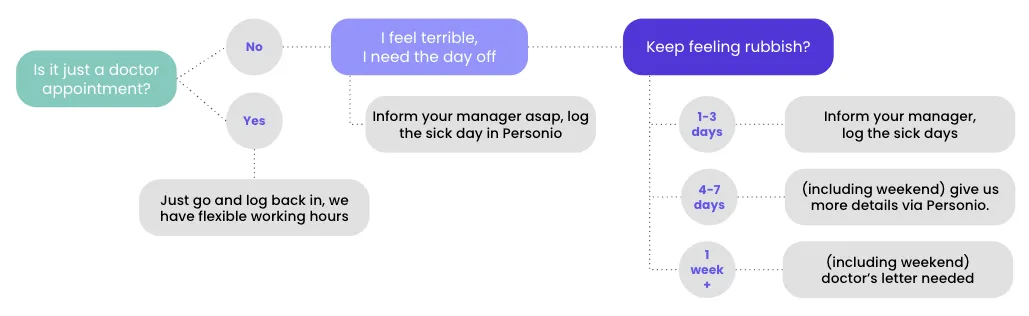 Is it just a doctor
appointment?
No
Yes
Just go and log back in, we
have flexible working hours
I feel terrible,
I need the day off
Inform your manager asap, log
the sick day in Personio
Keep feeling rubbish?
1-3
days
Inform your manager,
log the sick days
4-7
days
(including weekend) give us
more details via Personio.
1
week
+
(including weekend)
doctor's letter needed